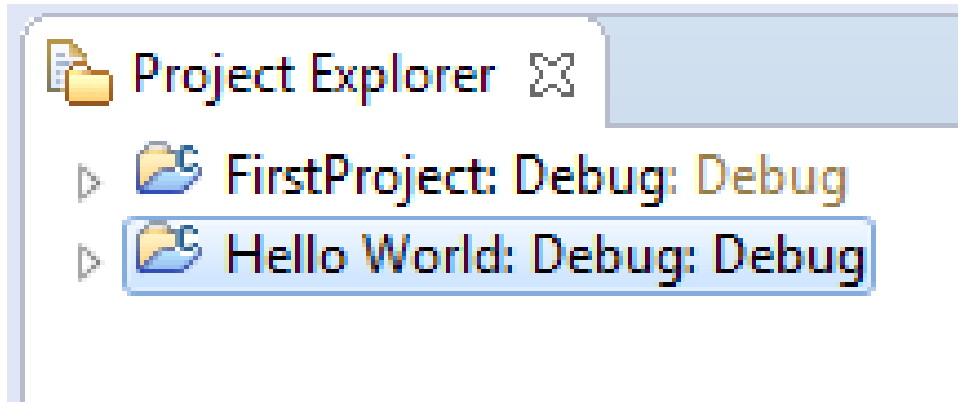 Project Explorer
FirstProject: Debug: Debug
Hello World: Debug: Debug